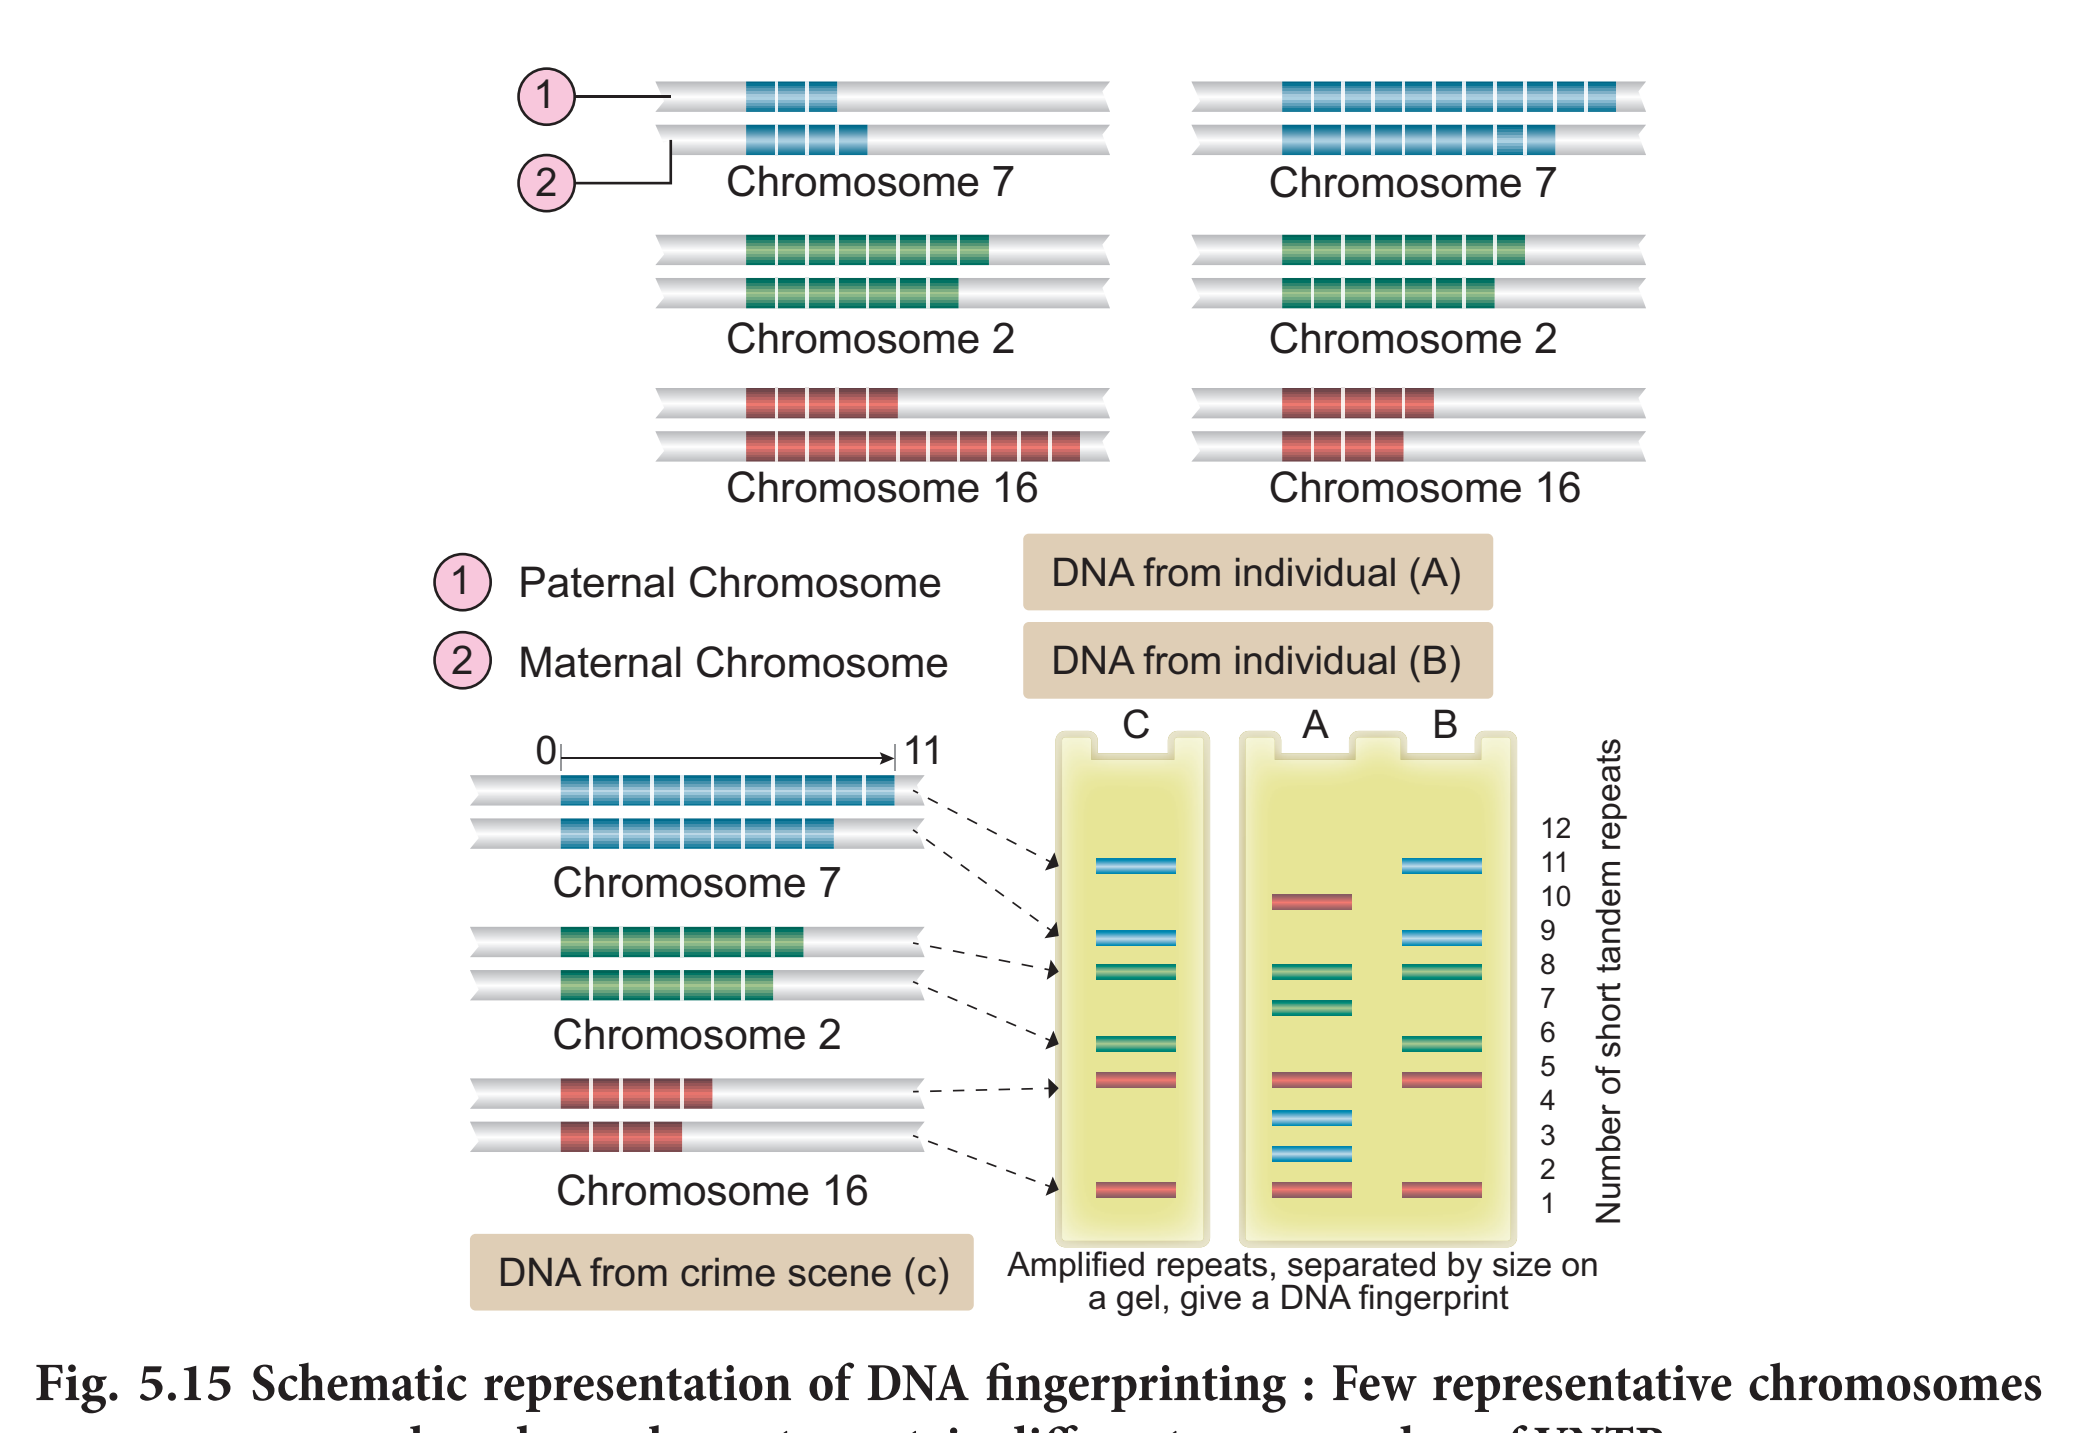 1
2
Chromosome 7
Chromosome 7
Chromosome 2
Chromosome 2
Chromosome 16
Chromosome 16
1 Paternal Chromosome
2 Maternal Chromosome
DNA from individual (A)
DNA from individual (B)
0 11
Chromosome 7
Chromosome 2
Chromosome 16
DNA from crime scene (c)
C A B
12
11
10
9
8
7
6
5
4
3
2
1
Number of short tandem repeats
Amplified repeats, separated by size on
a gel, give a DNA fingerprint
Fig. 5.15 Schematic representation of DNA fingerprinting : Few representative chromosomes